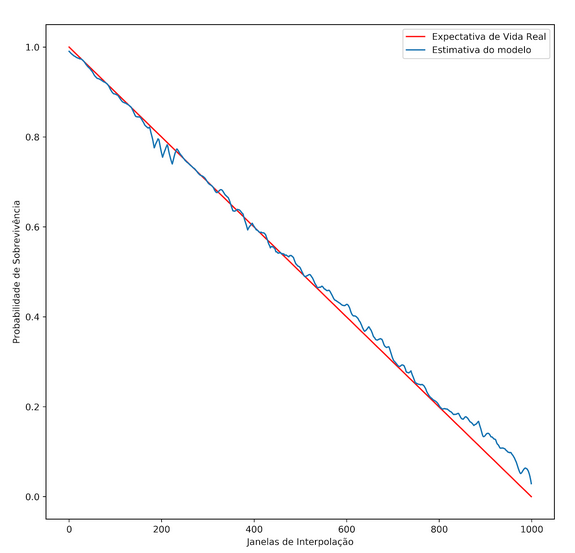 Expectativa de Vida Real
Estimativa do modelo
1.0
0.8
0.6
0.4
0.2
0.0
Probabilidade de Sobrevivência
0 200 400 600 800 1000
Janelas de Interpolação